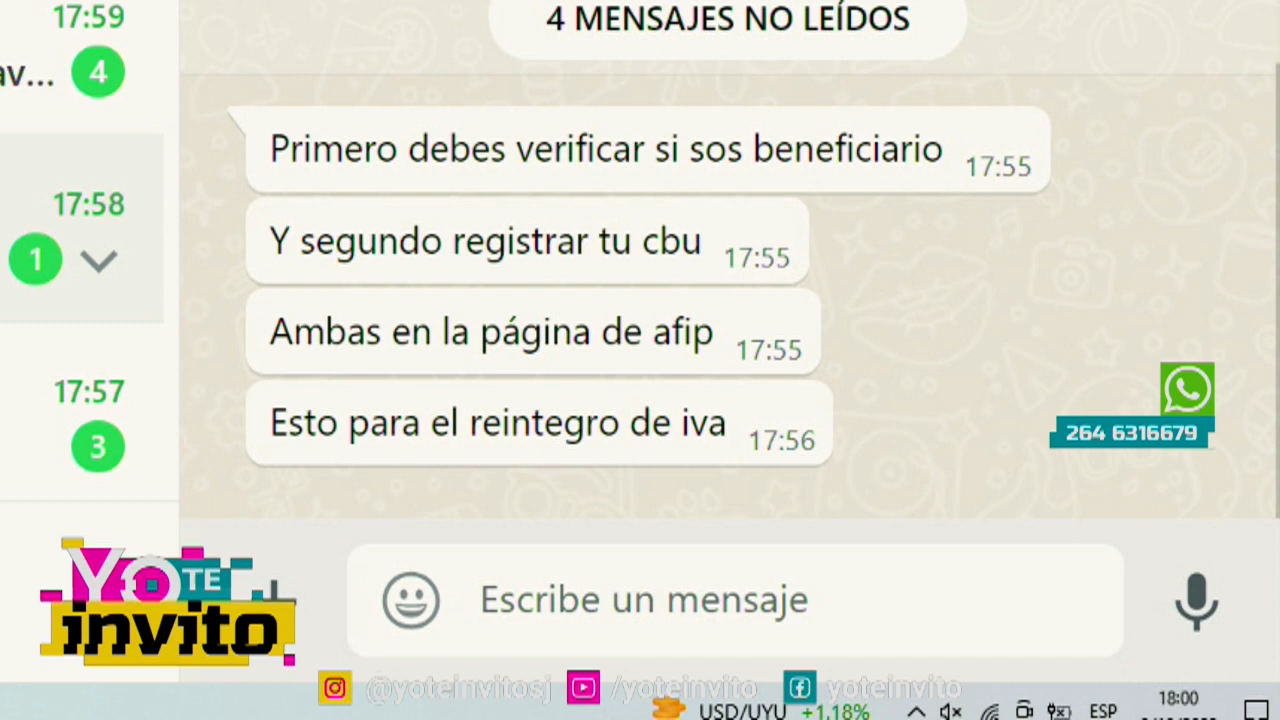 17:59
4 MENSAJES NO LEÍDOS
av...
4
Primero debes verificar si sos beneficiario 17:55
17:58
1
Y segundo registrar tu cbu 17:55
Ambas en la página de afip 17:55
17:57
3
Esto para el reintegro de iva 17:56
264 6316679
YO TE
invito
Escribe un mensaje
@yoteinvitosj /yoteinvito yoteinvito
USD/UYU +1,18% ESP 18:00